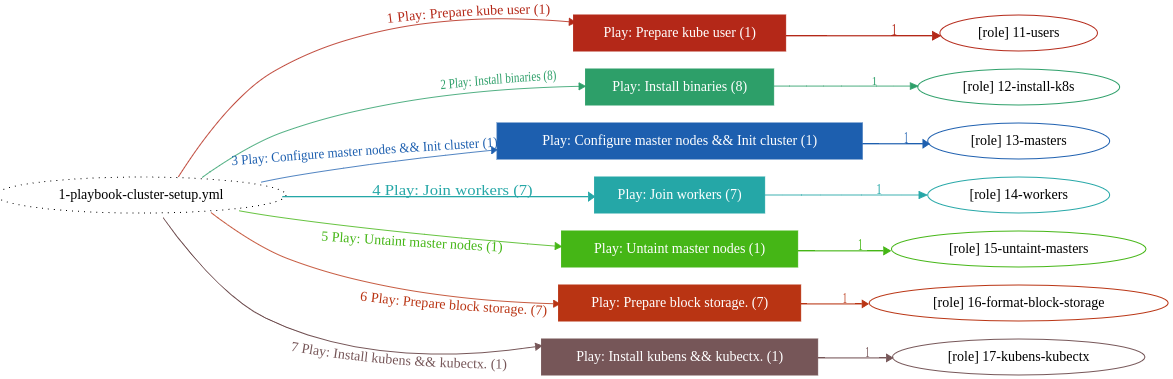 1 Play: Prepare kube user (1)
Play: Prepare kube user (1)
1
[role] 11-users
2 Play: Install binaries (8)
Play: Install binaries (8)
1
[role] 12-install-k8s
3 Play: Configure master nodes && Init cluster (1)
Play: Configure master nodes && Init cluster (1)
1
[role] 13-masters
1-playbook-cluster-setup.yml
4 Play: Join workers (7)
Play: Join workers (7)
1
[role] 14-workers
5 Play: Untaint master nodes (1)
Play: Untaint master nodes (1)
1
[role] 15-untaint-masters
6 Play: Prepare block storage. (7)
Play: Prepare block storage. (7)
1
[role] 16-format-block-storage
7 Play: Install kubens && kubectx. (1)
Play: Install kubens && kubectx. (1)
1
[role] 17-kubens-kubectx